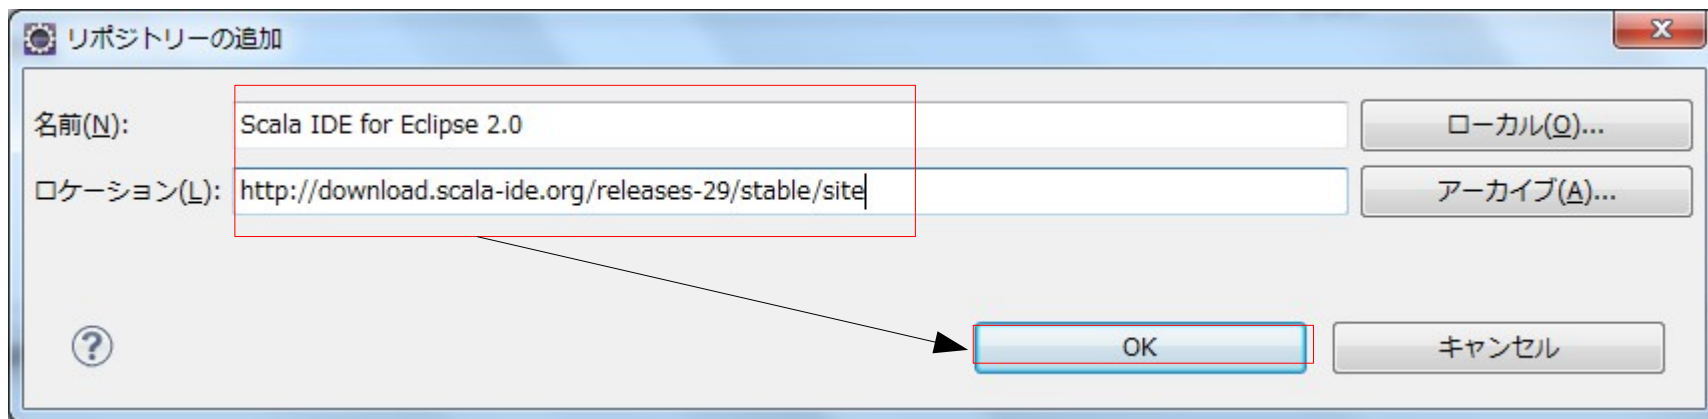 リポジトリーの追加
名前(N): Scala IDE for Eclipse 2.0 ローカル(O)...
ロケーション(L): http://download.scala-ide.org/releases-29/stable/site アーカイブ(A)...
? OK キャンセル